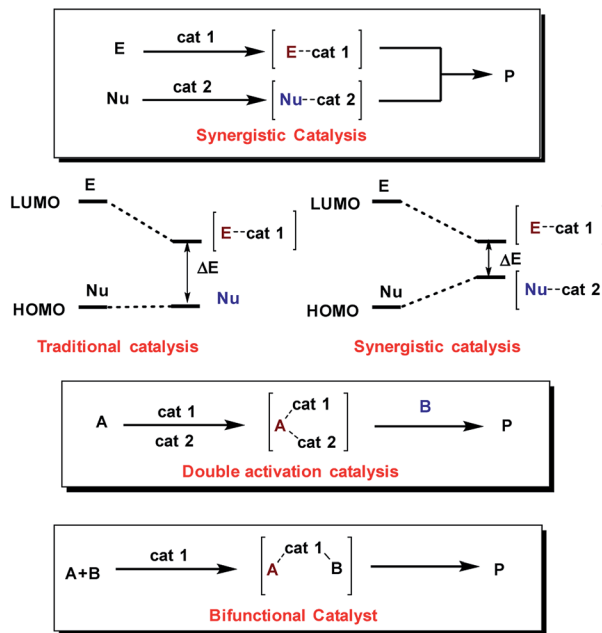 E cat 1 [E--cat 1]
P
Nu cat 2 [Nu--cat 2]
Synergistic Catalysis
E
LUMO
[E--cat 1]
ΔE
Nu
Nu
HOMO
Traditional catalysis
E
LUMO
[E--cat 1]
ΔE
Nu
[Nu--cat 2
HOMO
Synergistic catalysis
cat 1
cat 1
B
A
A
P
cat 2
cat 2
Double activation catalysis
cat 1
cat 1
A+B
A
B
P
Bifunctional Catalyst